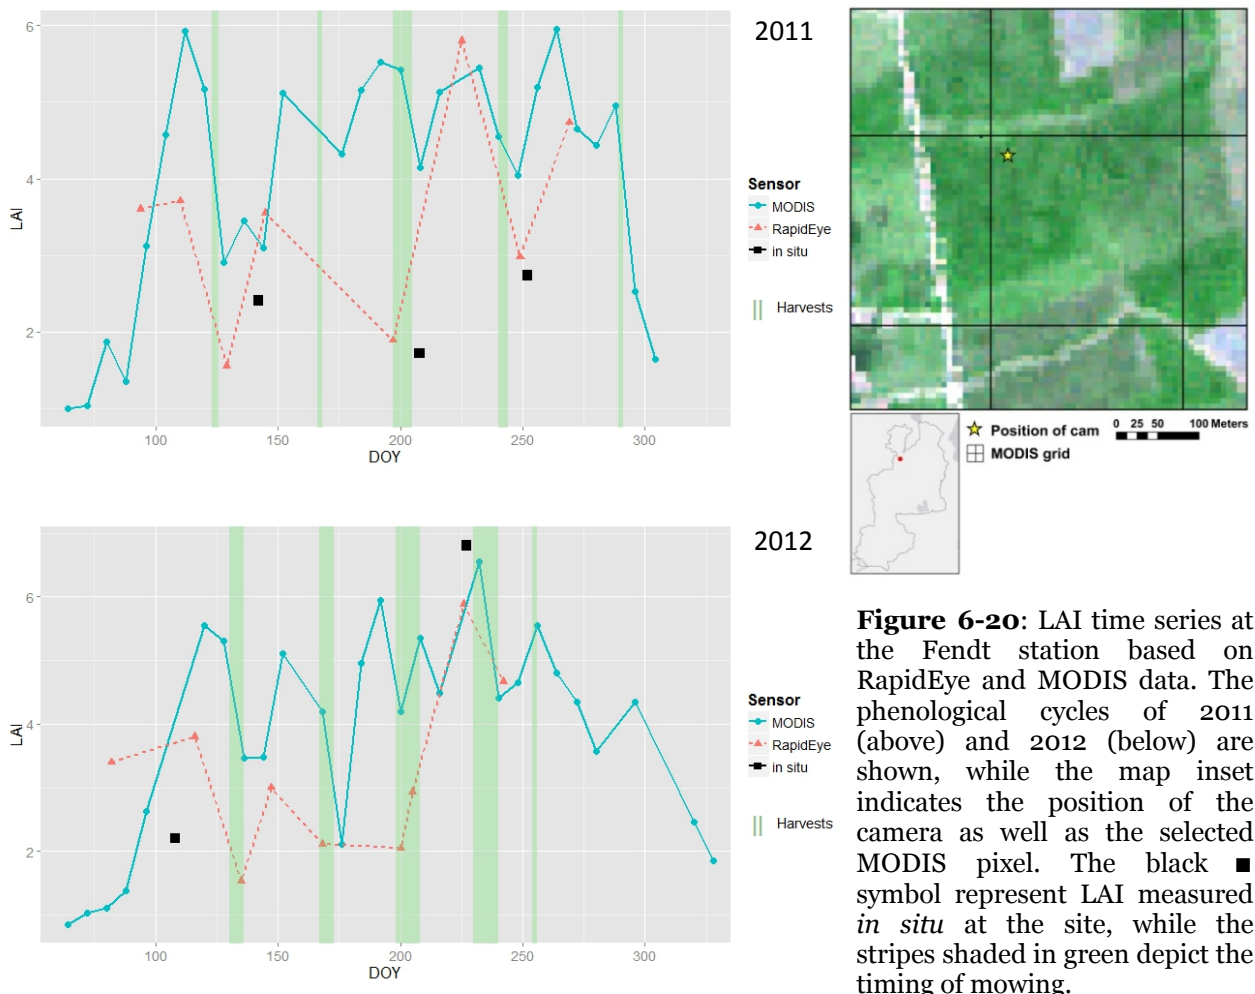 2011
6
4
2
LAI
100 150 200 250 300
DOY
Sensor
MODIS
RapidEye
in situ
Harvests
2012
6
4
2
LAI
100 150 200 250 300
DOY
Sensor
MODIS
RapidEye
in situ
Harvests
Position of cam
MODIS grid
0 25 50 100 Meters
Figure 6-20: LAI time series at
the Fendt station based on
RapidEye and MODIS data. The
phenological cycles of 2011
(above) and 2012 (below) are
shown, while the map inset
indicates the position of the
camera as well as the selected
MODIS pixel. The black ■
symbol represent LAI measured
in situ at the site, while the
stripes shaded in green depict the
timing of mowing.